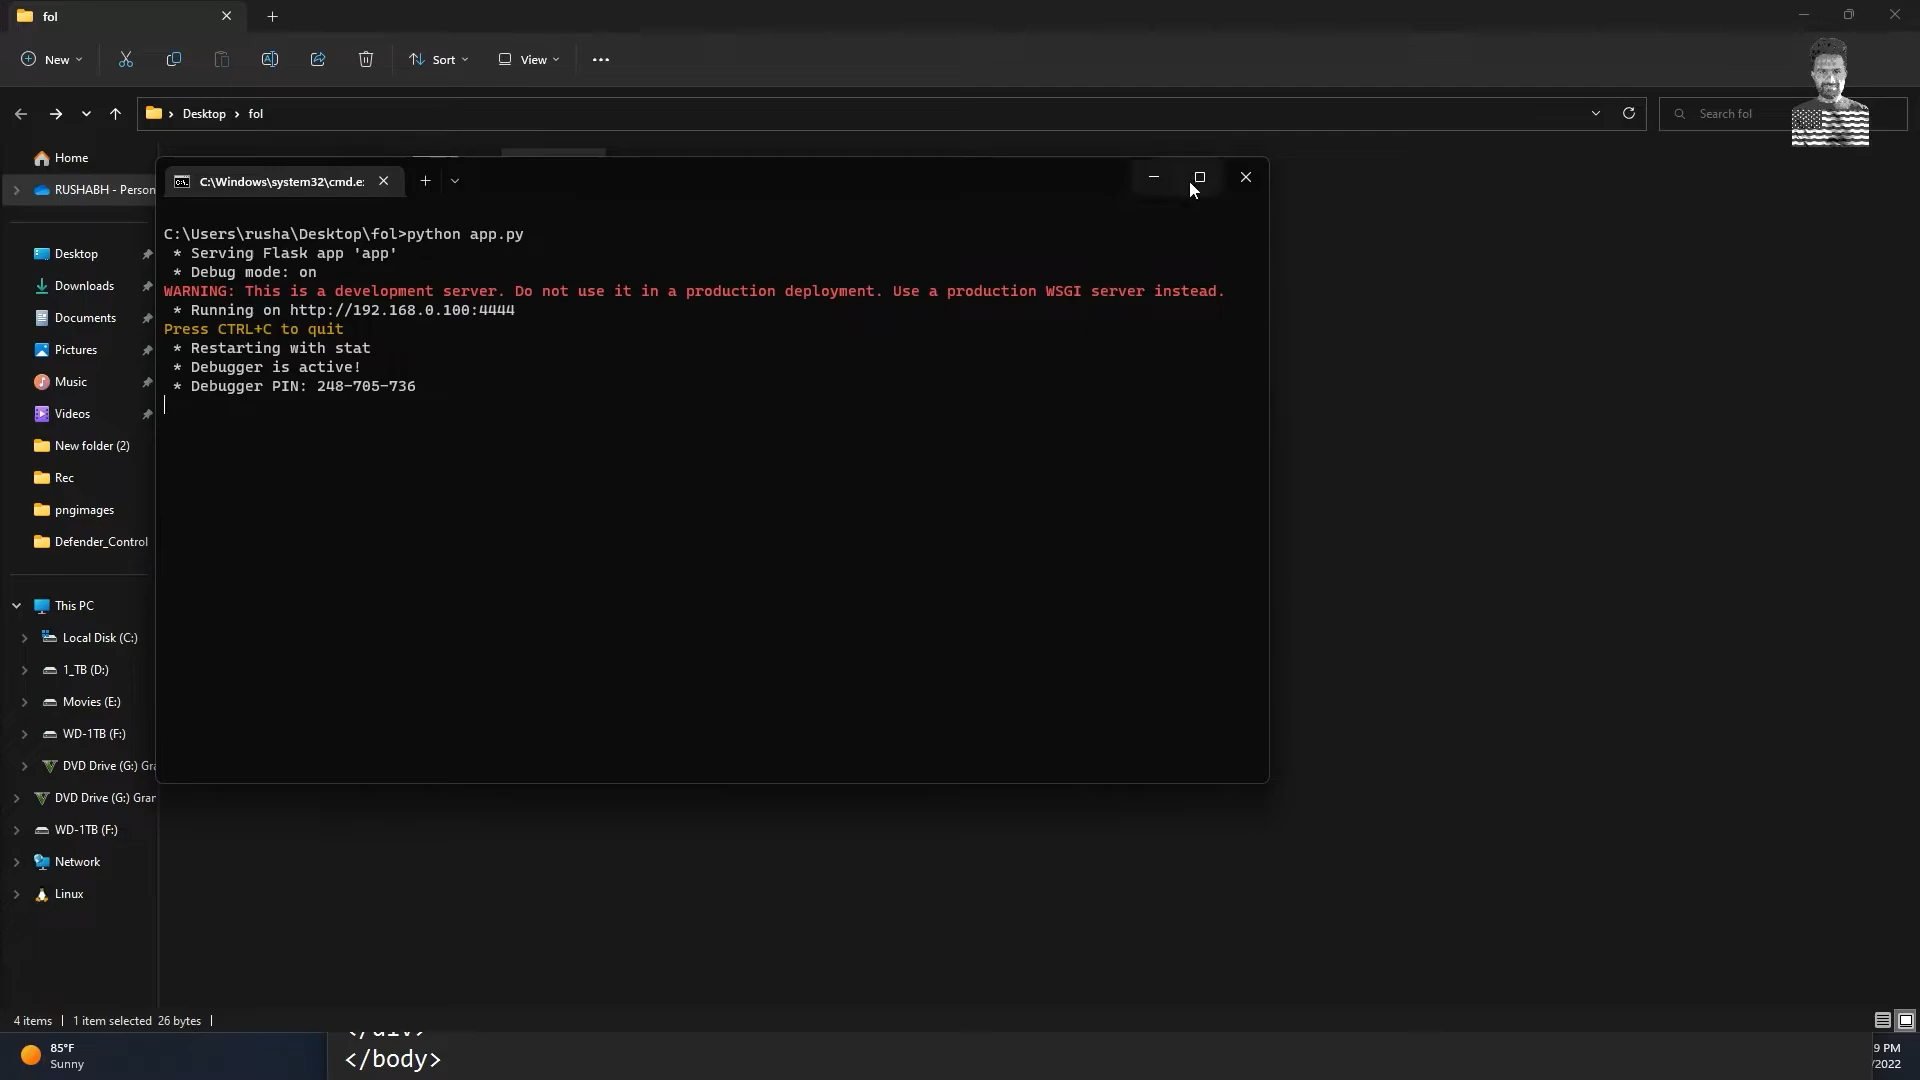 fol
New
Sort
View
Desktop
fol
Search fol
Home
RUSHABH - Person
Desktop
Downloads
Documents
Pictures
Music
Videos
New folder (2)
Rec
pngimages
Defender_Control
This PC
Local Disk (C:)
1_TB (D:)
Movies (E:)
WD-1TB (F:)
DVD Drive (G:) Gra
DVD Drive (G:) Gran
WD-1TB (F:)
Network
Linux
C:\Windows\system32\cmd.e:
C:\Users\rusha\Desktop\fol>python app.py
* Serving Flask app 'app'
* Debug mode: on
WARNING: This is a development server. Do not use it in a production deployment. Use a production WSGI server instead.
* Running on http://192.168.0.100:4444
Press CTRL+C to quit
* Restarting with stat
* Debugger is active!
* Debugger PIN: 248-705-736
4 items | 1 item selected 26 bytes |
</div>
</body>
85°F
Sunny
9 PM
/2022